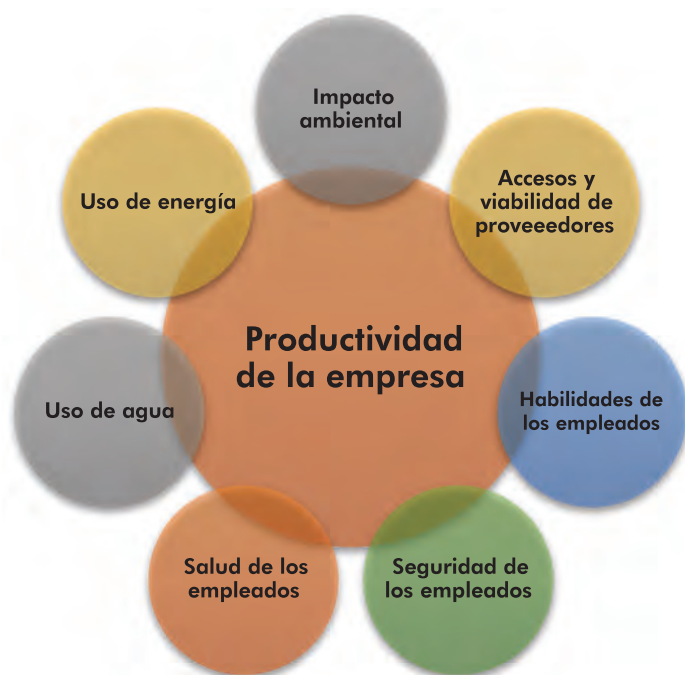 Impacto
ambiental
Accesos y
viabilidad de
proveeedores
Uso de energía
Productividad
de la empresa
Habilidades de
los empleados
Uso de agua
Seguridad de
los empleados
Salud de los
empleados